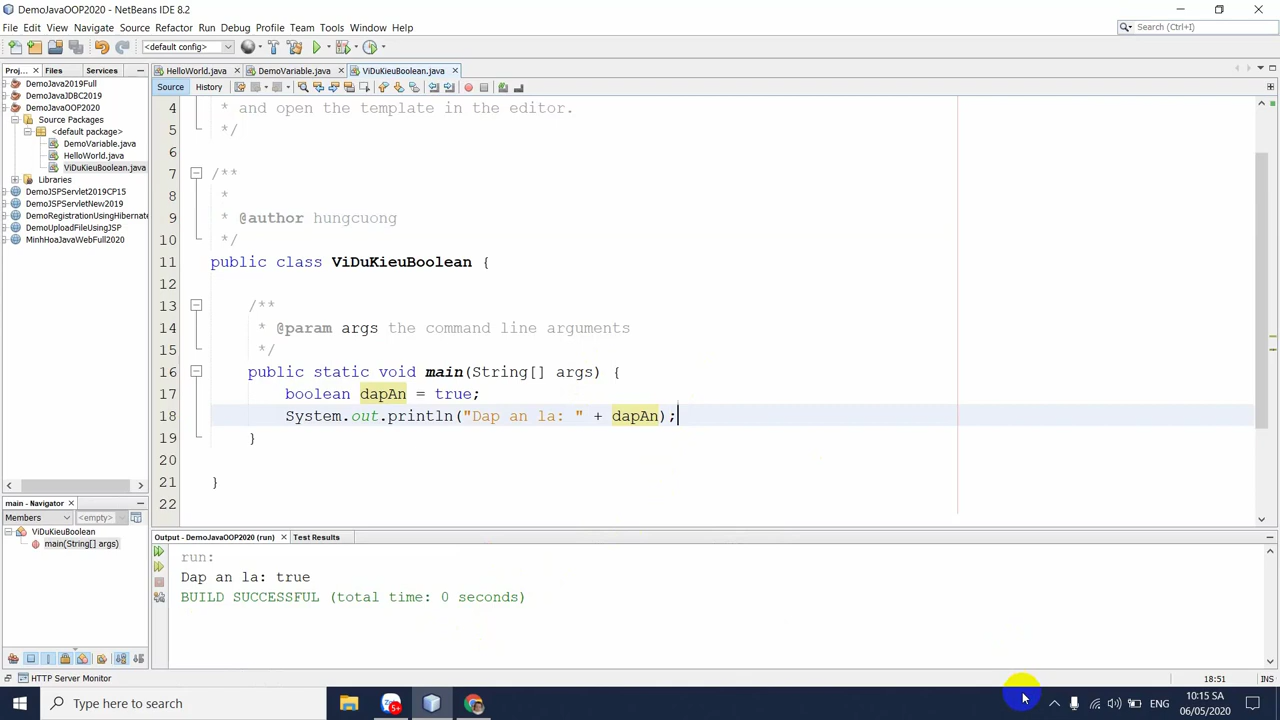 DemoJavaOOP2020 - NetBeans IDE 8.2
File Edit View Navigate Source Refactor Run Debug Profile Team Tools Window Help
Search (Ctrl+I)
<default config>
Proj... Files Services
HelloWorld.java DemoVariable.java ViDuKieuBoolean.java
Source History
DemoJava2019Full
DemoJavaJDBC2019
DemoJavaOOP2020
Source Packages
<default package>
DemoVariable.java
HelloWorld.java
ViDuKieuBoolean.java
Libraries
DemoJSPServlet2019CP15
DemoJSPServletNew2019
DemoRegistrationUsingHibernate
DemoUploadFileUsingJSP
MinhHoaJavaWebFull2020
4 * and open the template in the editor.
5 */
6
7 /**
8 *
9 * @author hungcuong
10 */
11 public class ViDuKieuBoolean {
12
13 /**
14 * @param args the command line arguments
15 */
16 public static void main(String[] args) {
17 boolean dapAn = true;
18 System.out.println("Dap an la: " + dapAn);
19 }
20
21 }
22
main - Navigator
Members <empty>
ViDuKieuBoolean
main(String[] args)
Output - DemoJavaOOP2020 (run) Test Results
run:
Dap an la: true
BUILD SUCCESSFUL (total time: 0 seconds)
HTTP Server Monitor
18:51 INS
Type here to search
5+
ENG
10:15 SA
06/05/2020